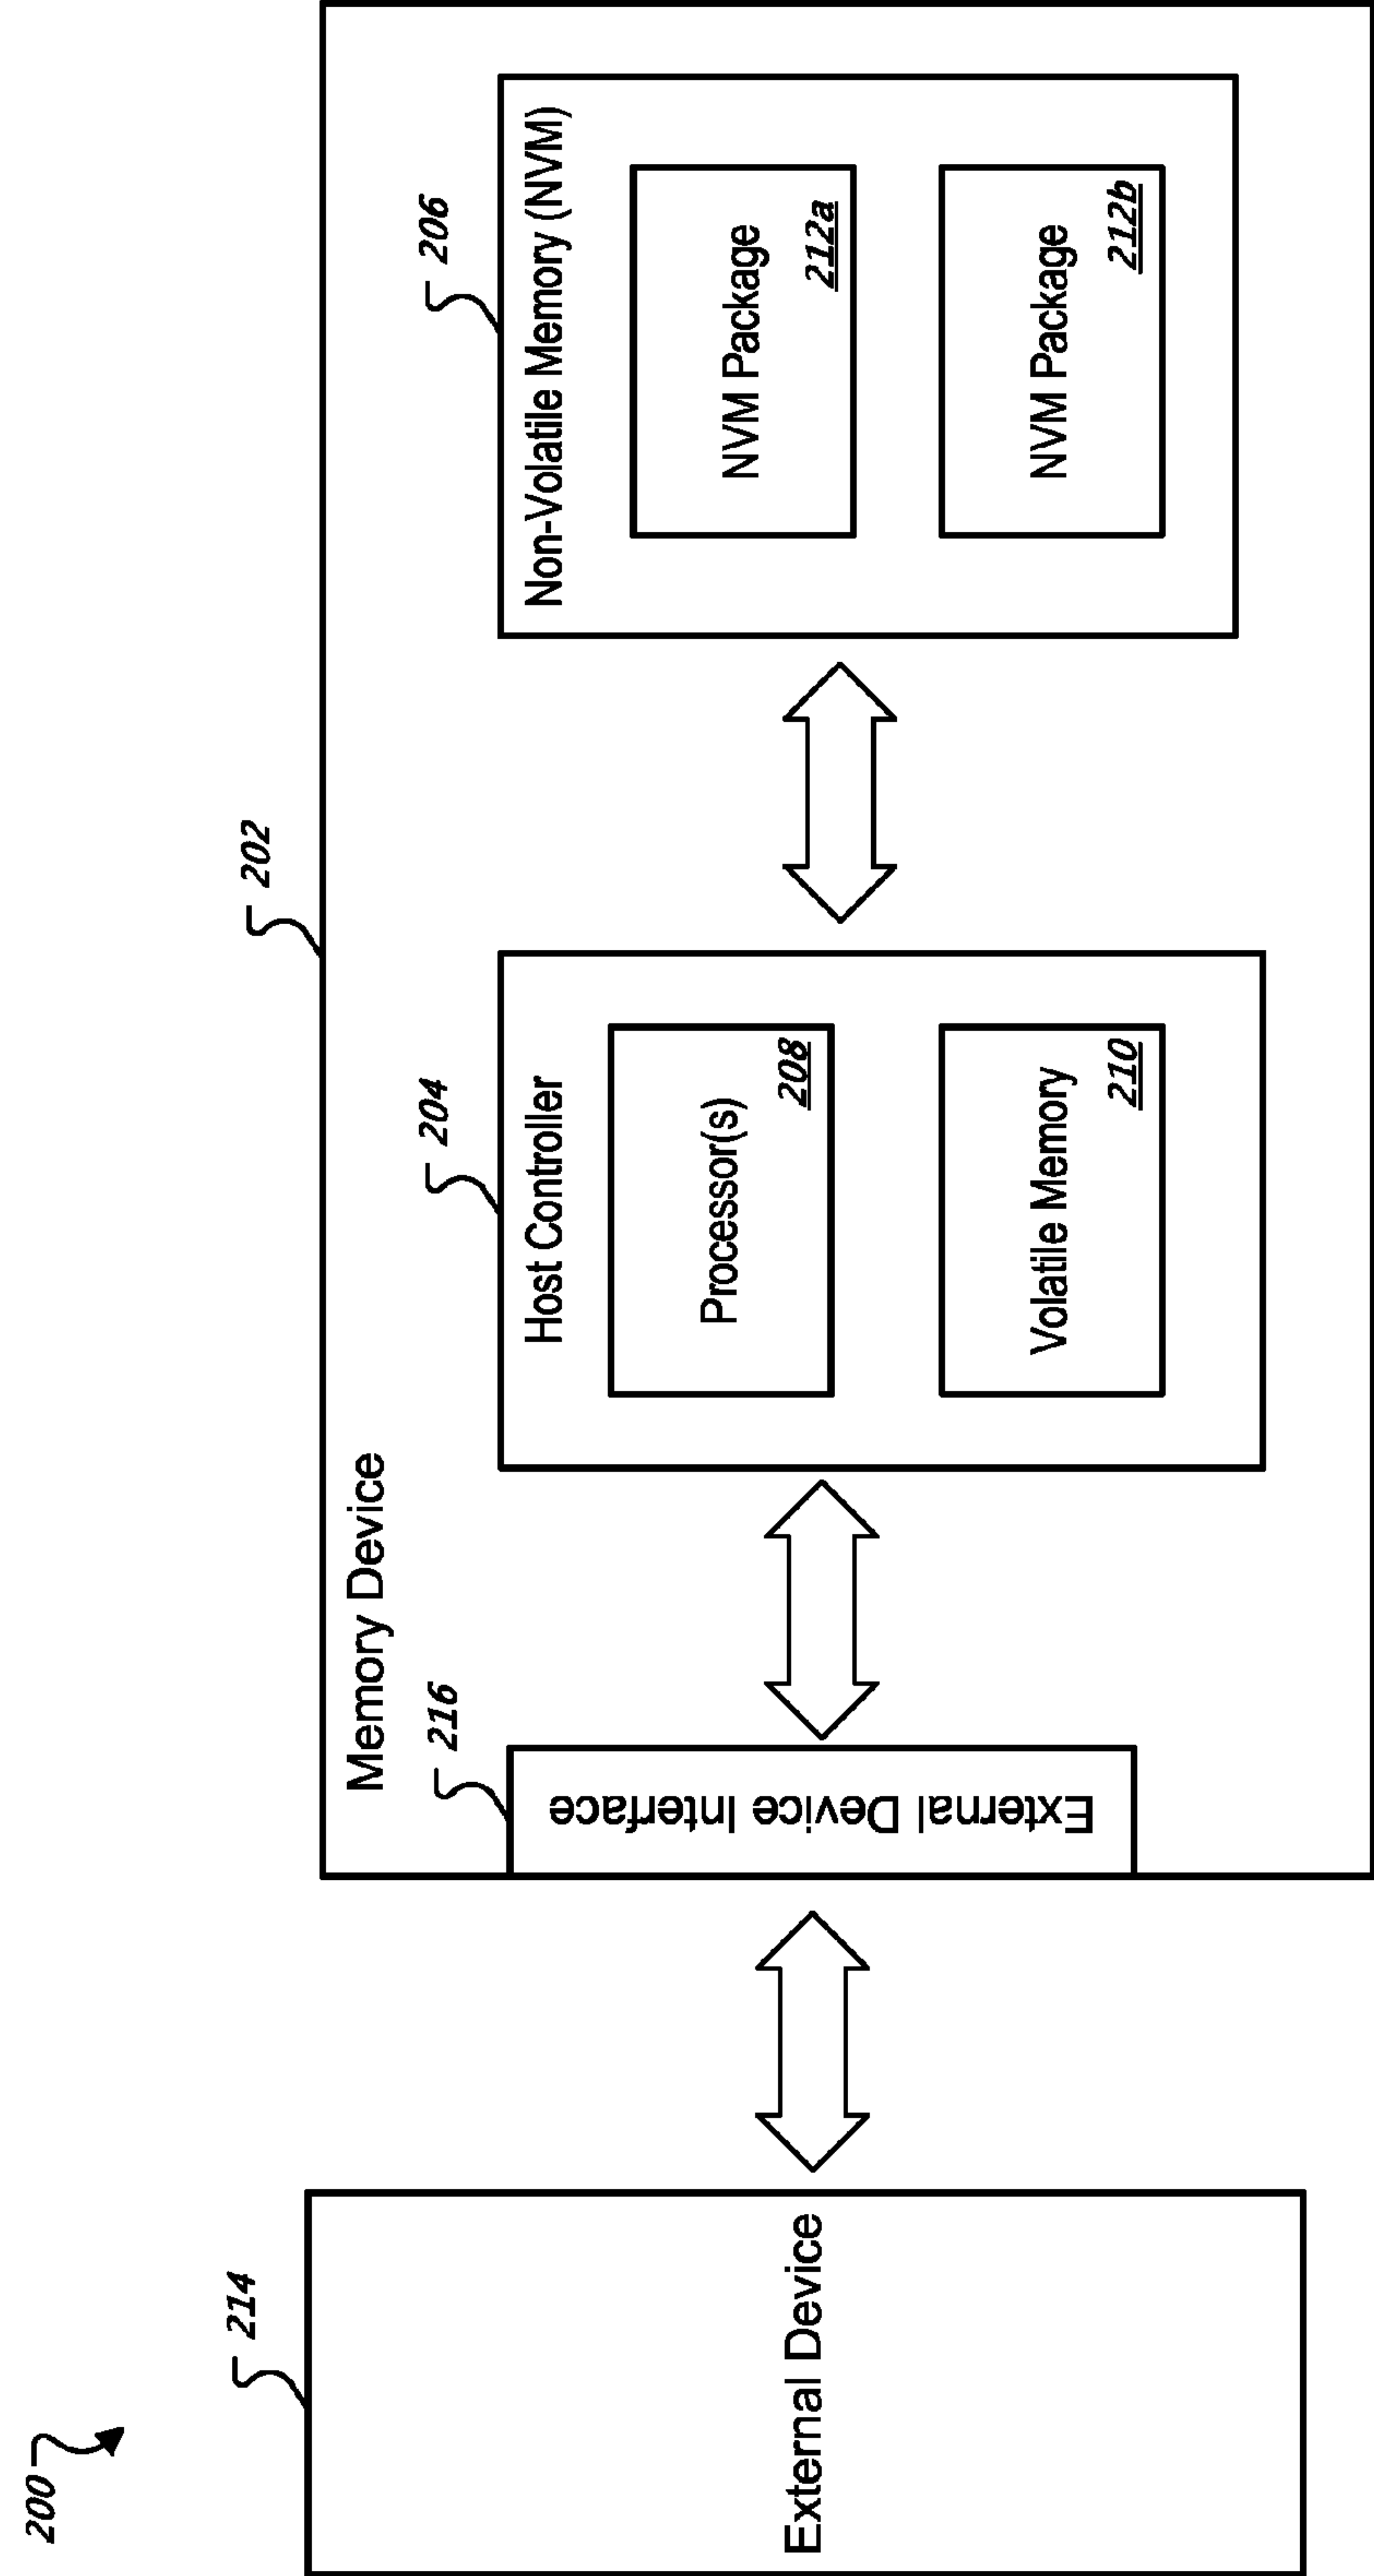 200
214
External Device
202
Memory Device
216
External Device Interface
204
Host Controller
Processor(s)
208
Volatile Memory
210
206
Non-Volatile Memory (NVM)
NVM Package
212a
NVM Package
212b